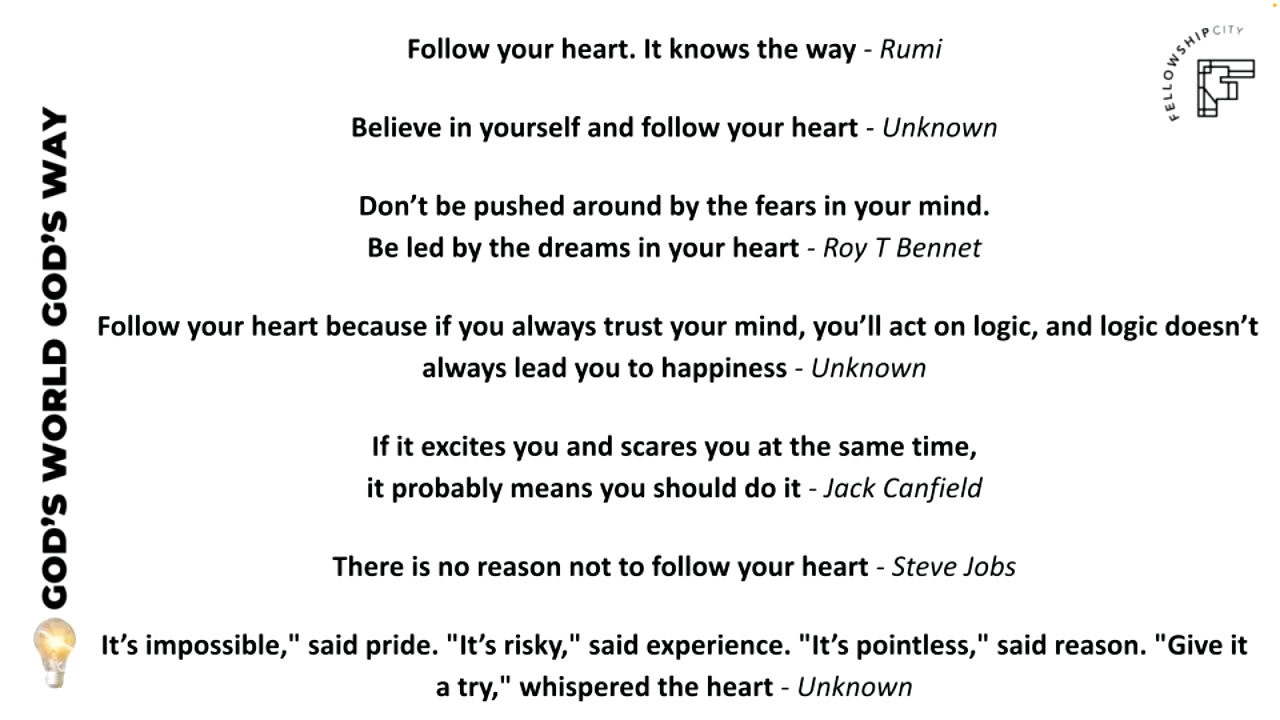 Follow your heart. It knows the way - Rumi
Believe in yourself and follow your heart - Unknown
Don’t be pushed around by the fears in your mind.
Be led by the dreams in your heart - Roy T Bennet
Follow your heart because if you always trust your mind, you’ll act on logic, and logic doesn’t
always lead you to happiness - Unknown
If it excites you and scares you at the same time,
it probably means you should do it - Jack Canfield
There is no reason not to follow your heart - Steve Jobs
It’s impossible," said pride. "It’s risky," said experience. "It’s pointless," said reason. "Give it
a try," whispered the heart - Unknown
GOD’S WORLD GOD’S WAY
FELLOWSHIPCITY